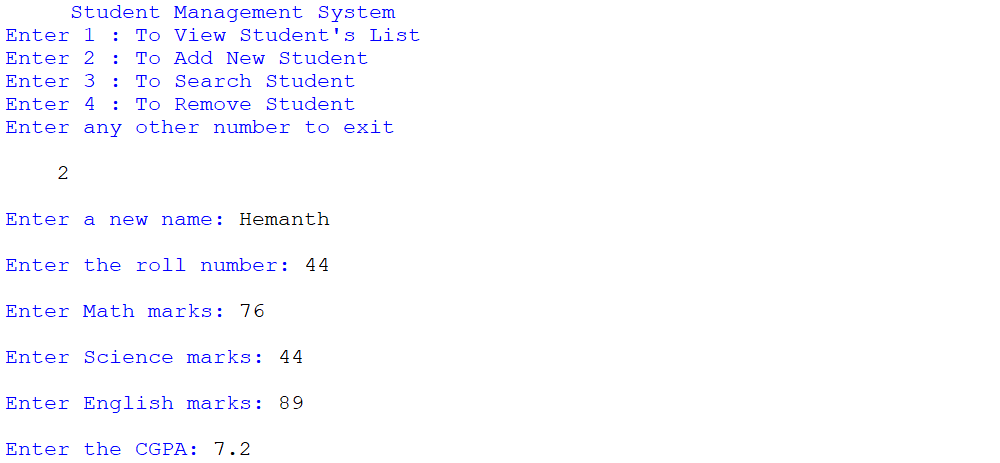 Student Management System
Enter 1 : To View Student's List
Enter 2 : To Add New Student
Enter 3 : To Search Student
Enter 4 : To Remove Student
Enter any other number to exit
2
Enter a new name: Hemanth
Enter the roll number: 44
Enter Math marks: 76
Enter Science marks: 44
Enter English marks: 89
Enter the CGPA: 7.2